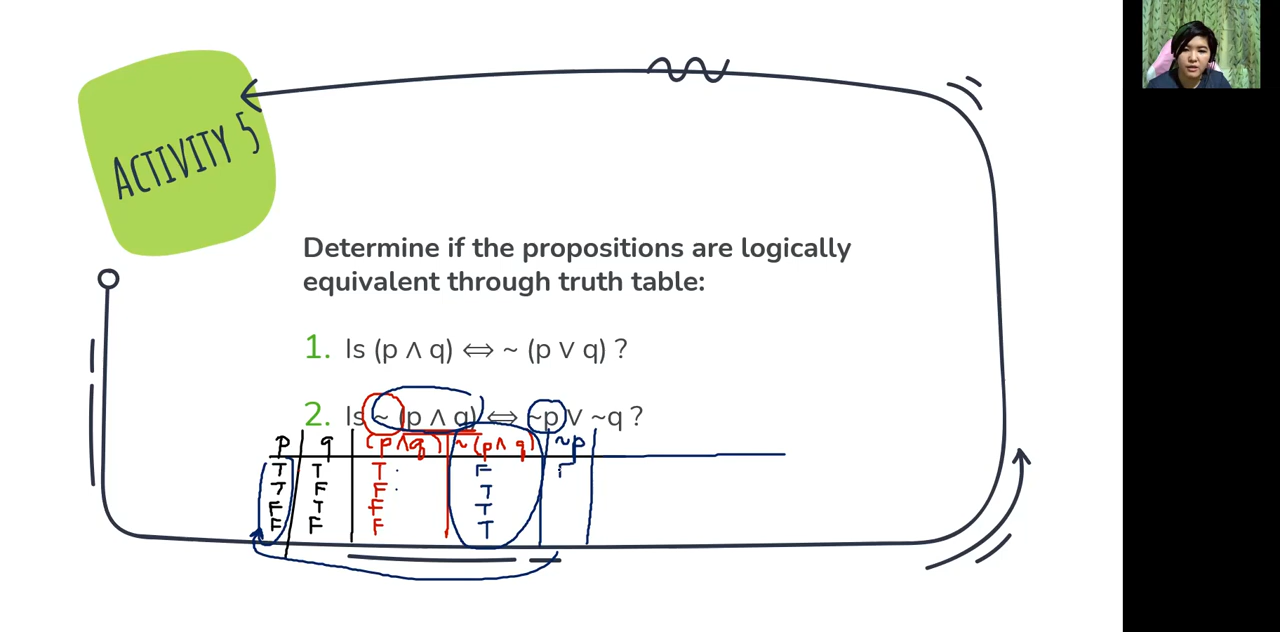 ACTIVITY 5
Determine if the propositions are logically
equivalent through truth table:
1. Is (p ∧ q) ⟺ ~ (p ∨ q) ?
2. Is ~ (p ∧ q) ⟺ ~p ∨ ~q ?
p q (p ∧ q) ~ (p ∧ q) ~p
T T T F
T F F T
F T F T
F F F T